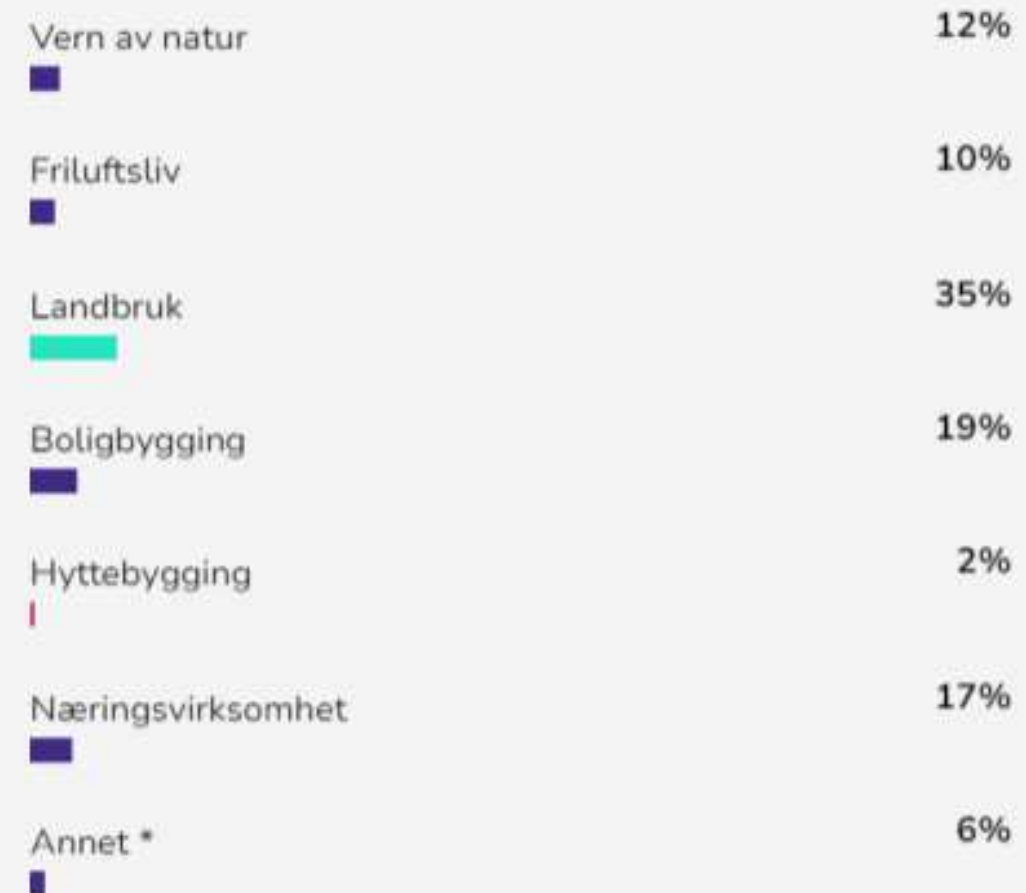 Vern av natur 12%
Friluftsliv 10%
Landbruk 35%
Boligbygging 19%
Hyttebygging 2%
Næringsvirksomhet 17%
Annet * 6%